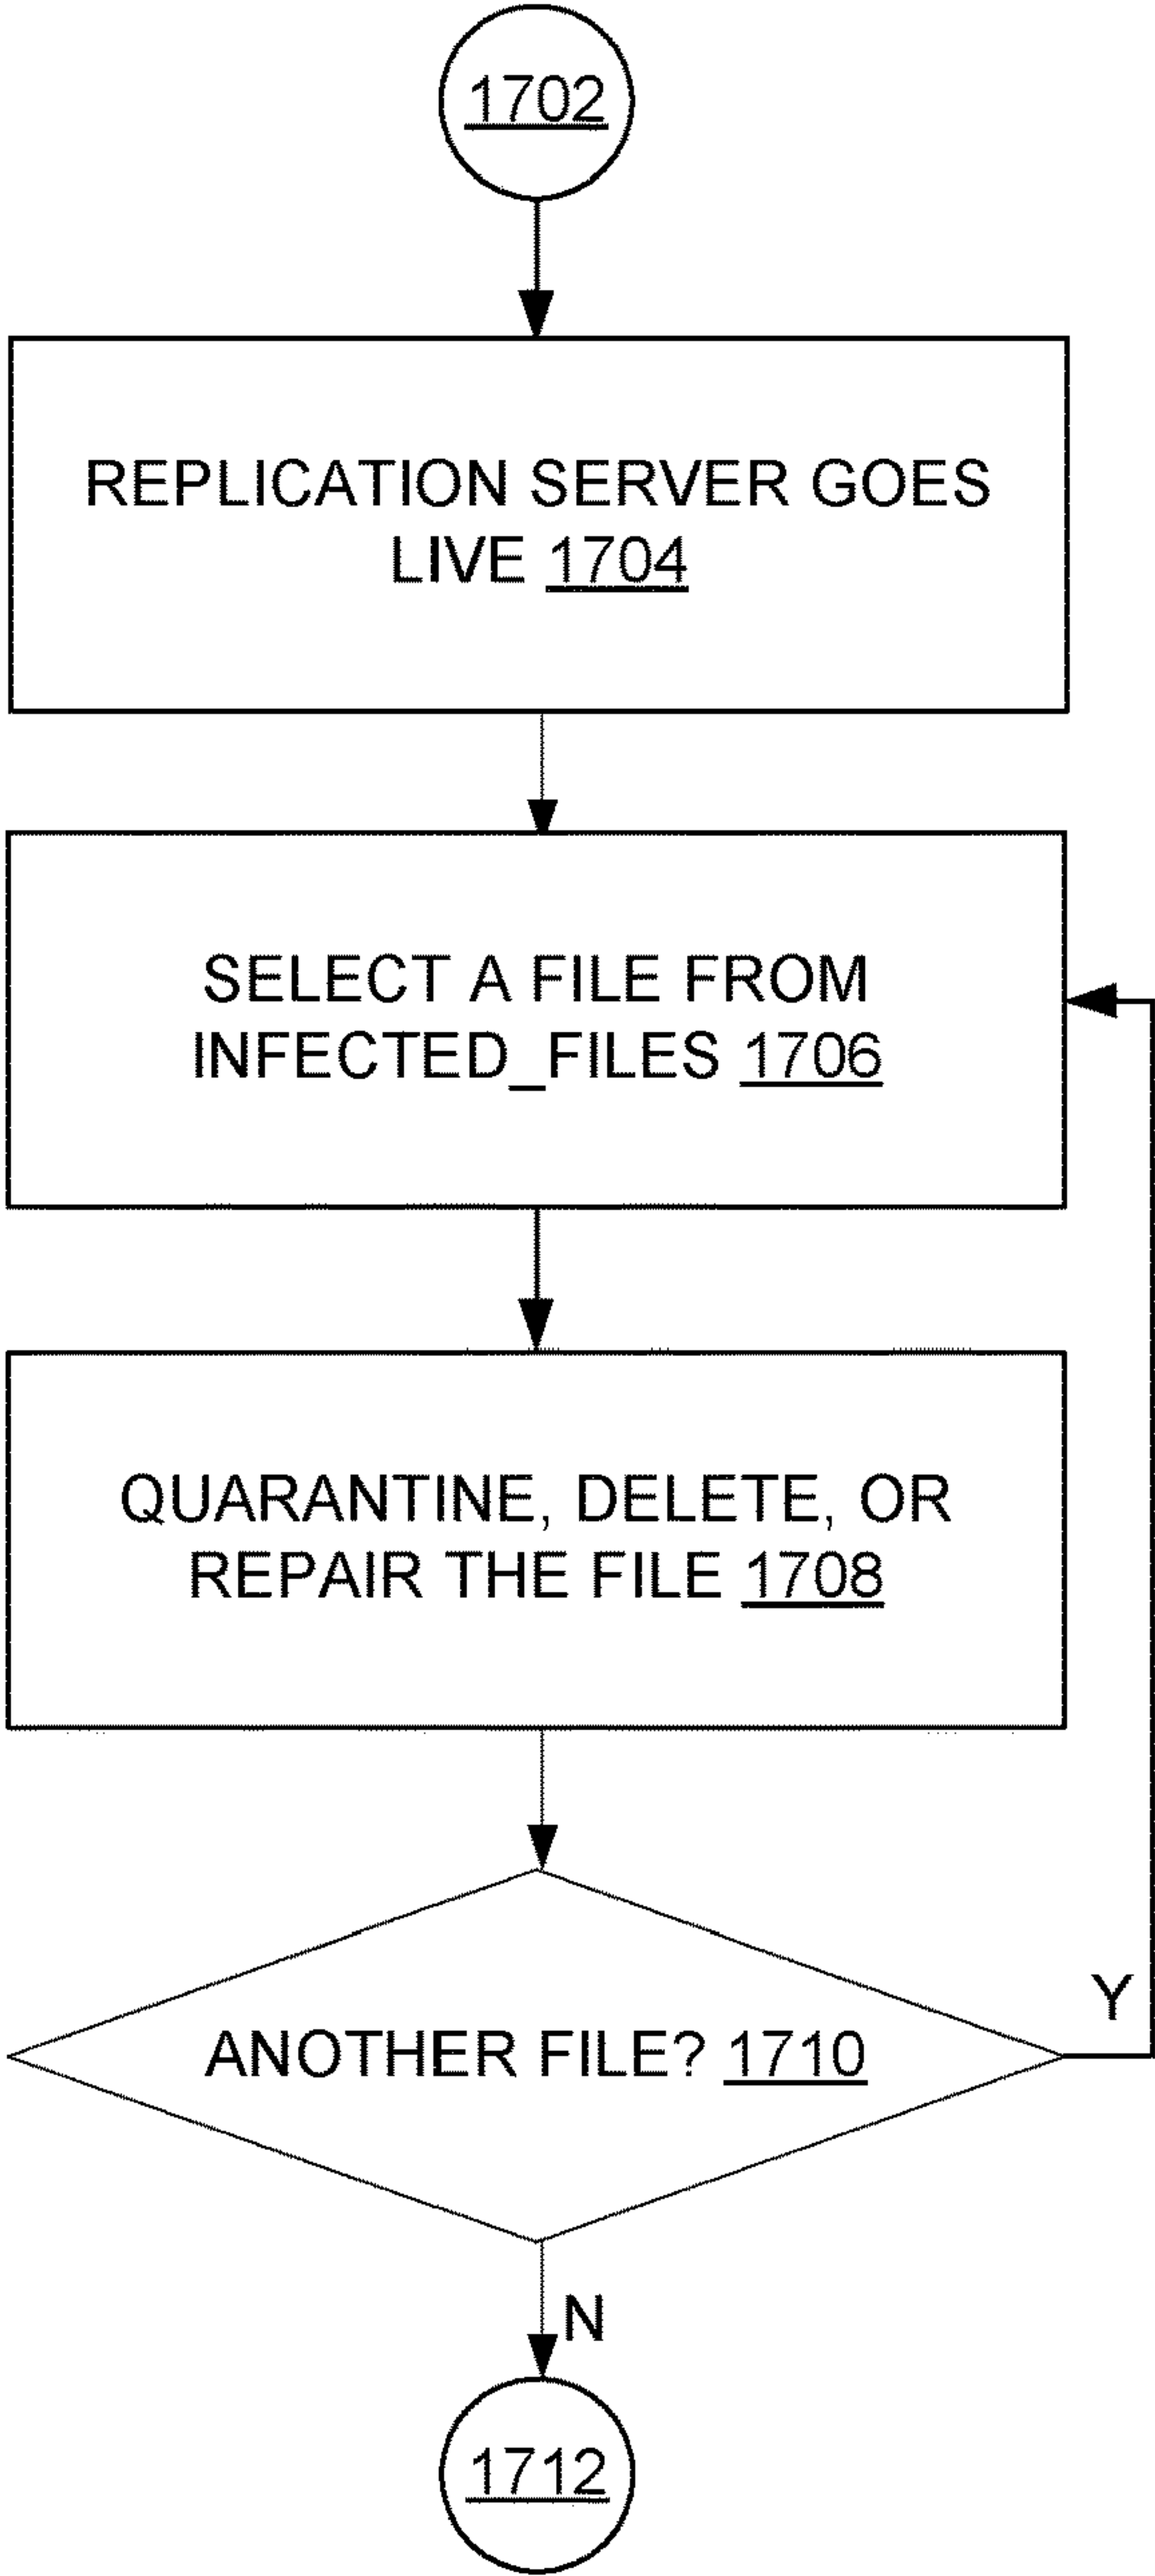 1702
REPLICATION SERVER GOES
LIVE 1704
SELECT A FILE FROM
INFECTED_FILES 1706
QUARANTINE, DELETE, OR
REPAIR THE FILE 1708
ANOTHER FILE? 1710
Y
N
1712